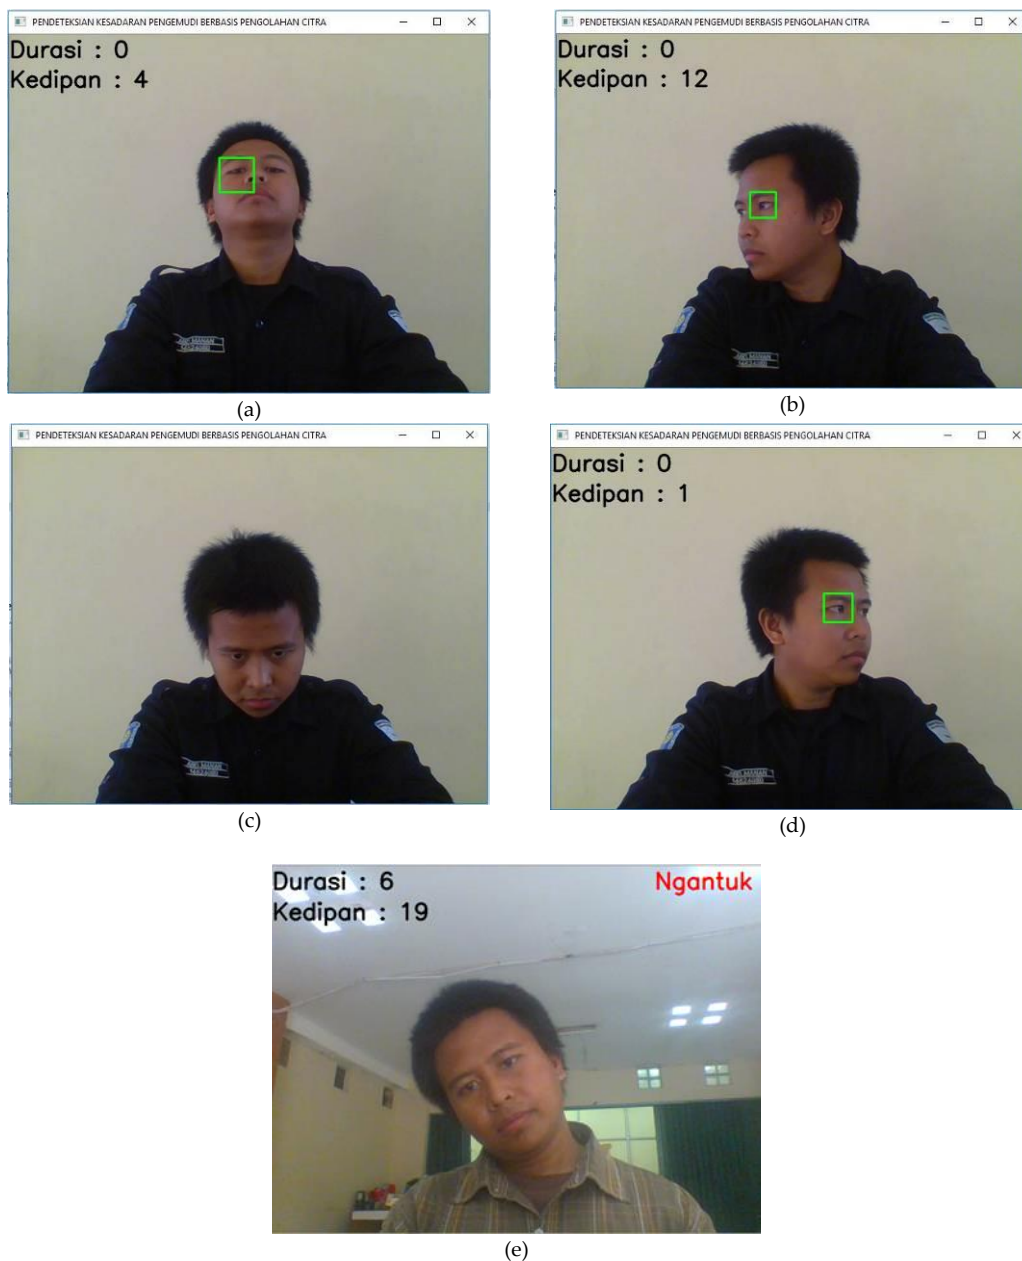 PENDETEKSIAN KESADARAN PENGEMUDI BERBASIS PENGOLAHAN CITRA
Durasi : 0
Kedipan : 4
(a)
PENDETEKSIAN KESADARAN PENGEMUDI BERBASIS PENGOLAHAN CITRA
Durasi : 0
Kedipan : 12
(b)
PENDETEKSIAN KESADARAN PENGEMUDI BERBASIS PENGOLAHAN CITRA
(c)
PENDETEKSIAN KESADARAN PENGEMUDI BERBASIS PENGOLAHAN CITRA
Durasi : 0
Kedipan : 1
(d)
Durasi : 6
Ngantuk
Kedipan : 19
(e)